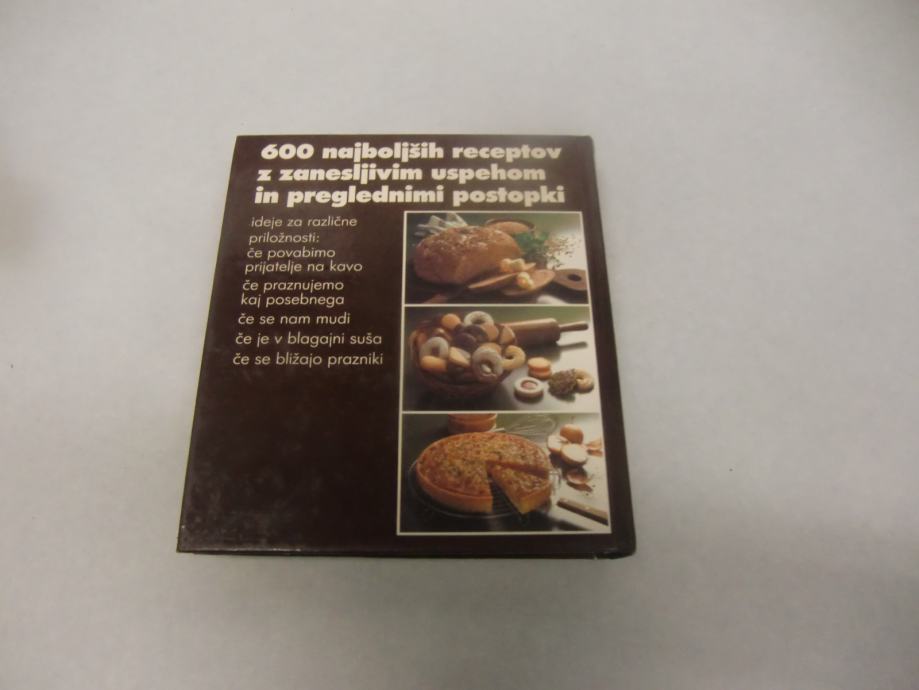 600 najboljših receptov
z zanesljivim uspehom
in preglednimi postopki
ideje za različne
priložnosti:
če povabimo
prijatelje na kavo
če praznujemo
kaj posebnega
če se nam mudi
če je v blagajni suša
če se bližajo prazniki